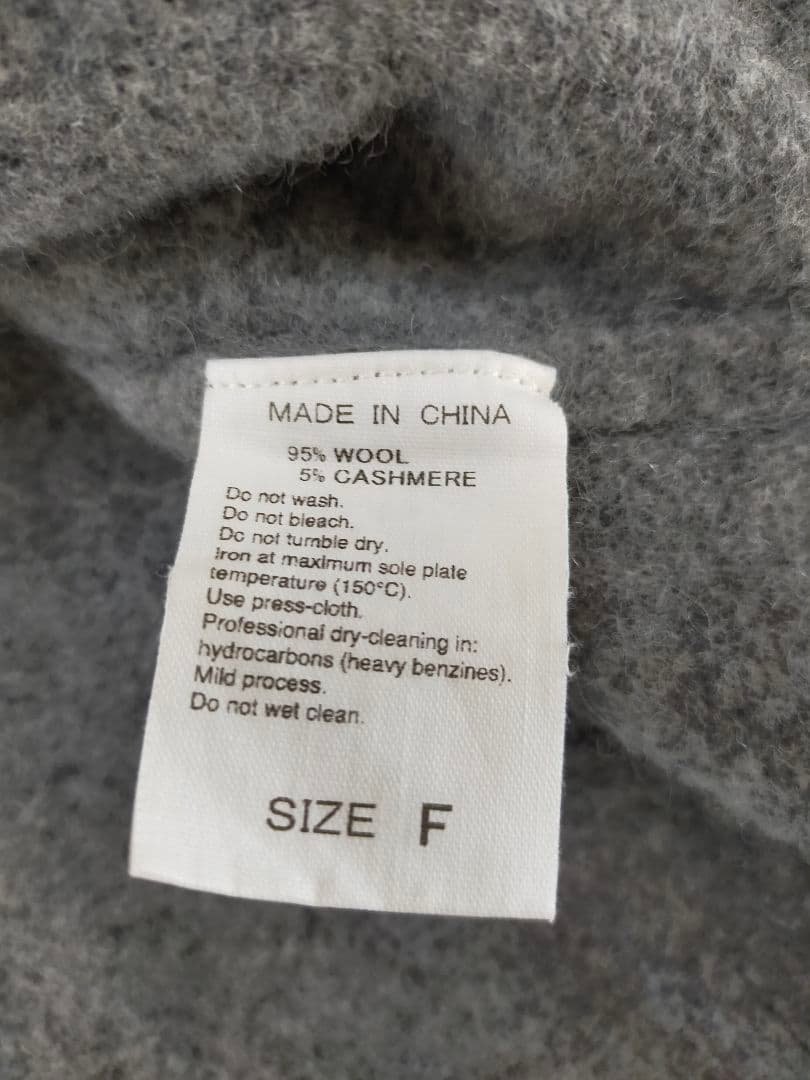 MADE IN CHINA
95% WOOL
5% CASHMERE
Do not wash.
Do not bleach.
Do not tumble dry.
Iron at maximum sole plate
temperature (150°C).
Use press-cloth.
Professional dry-cleaning in:
hydrocarbons (heavy benzines).
Mild process.
Do not wet clean.
SIZE F